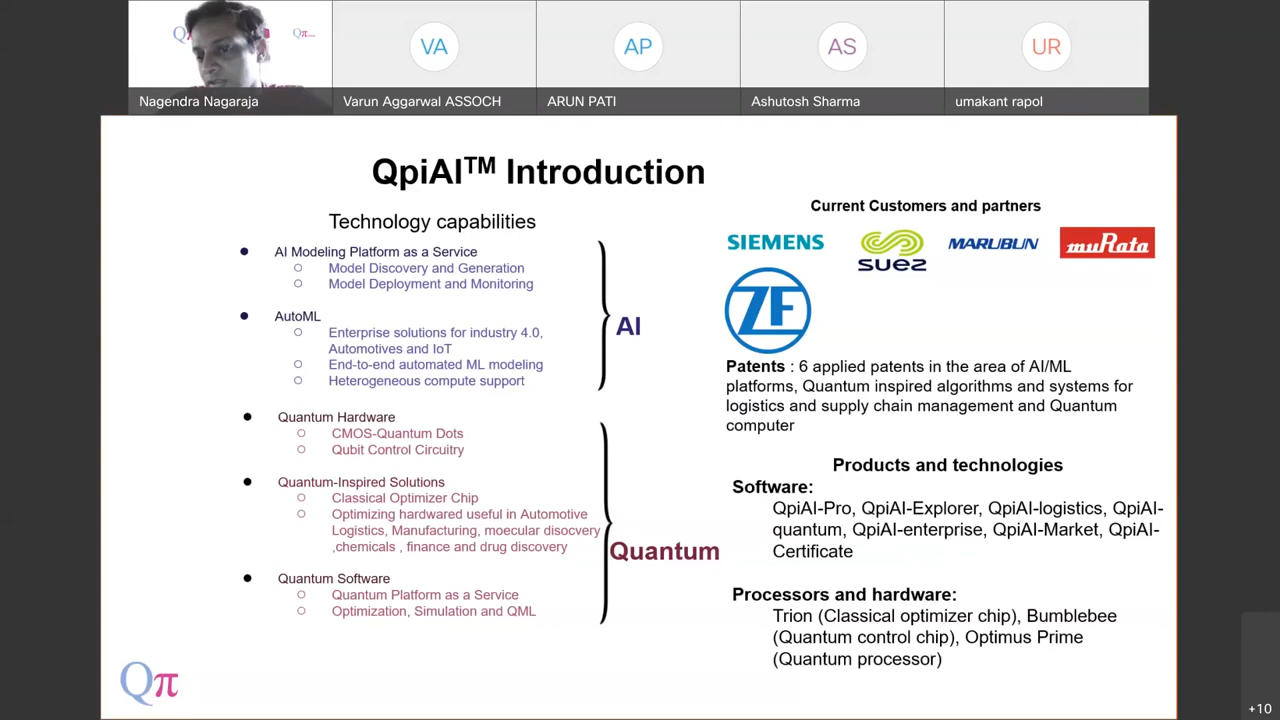 VA
AP
AS
UR
Nagendra Nagaraja
Varun Aggarwal ASSOCH
ARUN PATI
Ashutosh Sharma
umakant rapol
QpiAI™ Introduction
Technology capabilities
AI Modeling Platform as a Service
Model Discovery and Generation
Model Deployment and Monitoring
AutoML
Enterprise solutions for industry 4.0,
Automotives and IoT
End-to-end automated ML modeling
Heterogeneous compute support
AI
Quantum Hardware
CMOS-Quantum Dots
Qubit Control Circuitry
Quantum-Inspired Solutions
Classical Optimizer Chip
Optimizing hardwared useful in Automotive
Logistics, Manufacturing, moecular disocvery
,chemicals , finance and drug discovery
Quantum Software
Quantum Platform as a Service
Optimization, Simulation and QML
Quantum
Current Customers and partners
SIEMENS
suez
MARUBUN
muRata
ZF
Patents : 6 applied patents in the area of AI/ML
platforms, Quantum inspired algorithms and systems for
logistics and supply chain management and Quantum
computer
Products and technologies
Software:
QpiAI-Pro, QpiAI-Explorer, QpiAI-logistics, QpiAI-
quantum, QpiAI-enterprise, QpiAI-Market, QpiAI-
Certificate
Processors and hardware:
Trion (Classical optimizer chip), Bumblebee
(Quantum control chip), Optimus Prime
(Quantum processor)
Qπ
+10